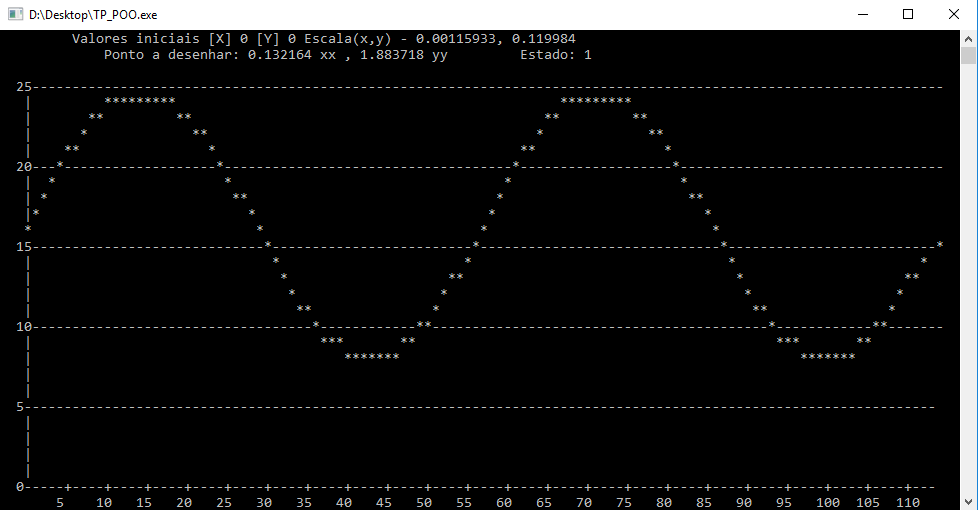 D:\Desktop\TP_POO.exe
Valores iniciais [X] 0 [Y] 0 Escala(x,y) - 0.00115933, 0.119984
Ponto a desenhar: 0.132164 xx , 1.883718 yy Estado: 1
25
20
15
10
5
0
5 10 15 20 25 30 35 40 45 50 55 60 65 70 75 80 85 90 95 100 105 110